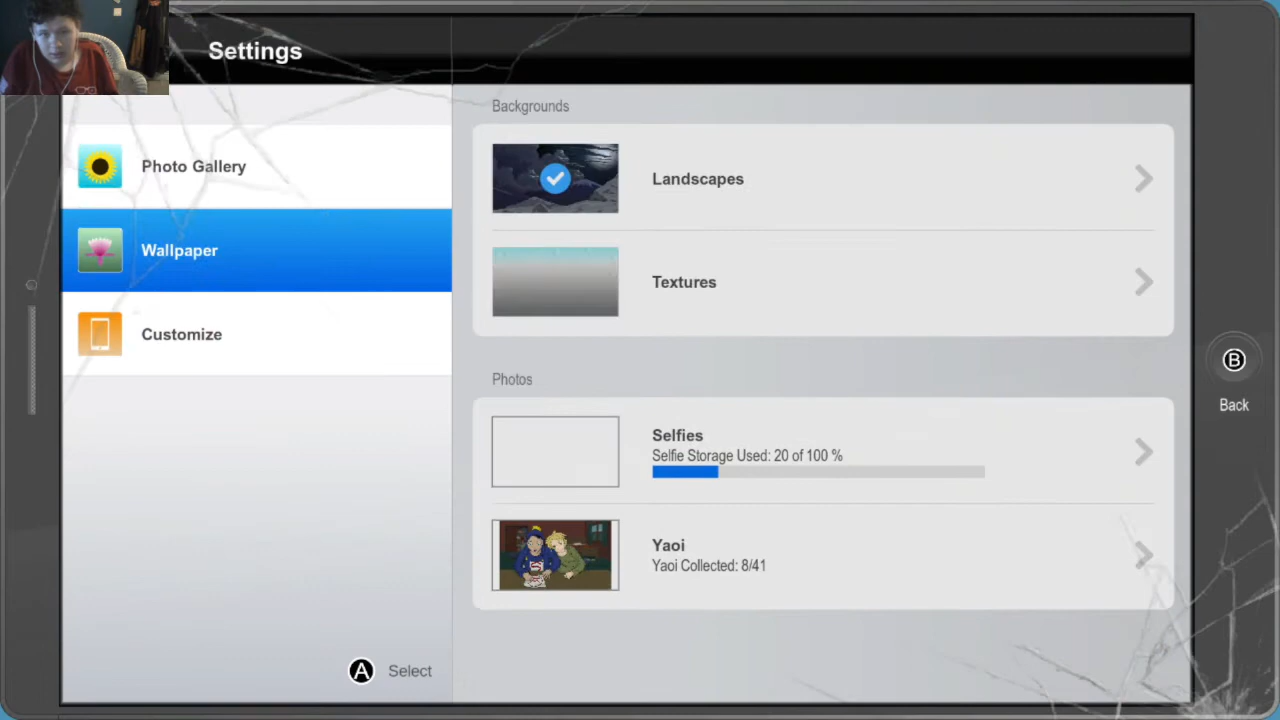 Settings
Photo Gallery
Wallpaper
Customize
A Select
Backgrounds
Landscapes
Textures
Photos
Selfies
Selfie Storage Used: 20 of 100 %
Yaoi
Yaoi Collected: 8/41
B
Back